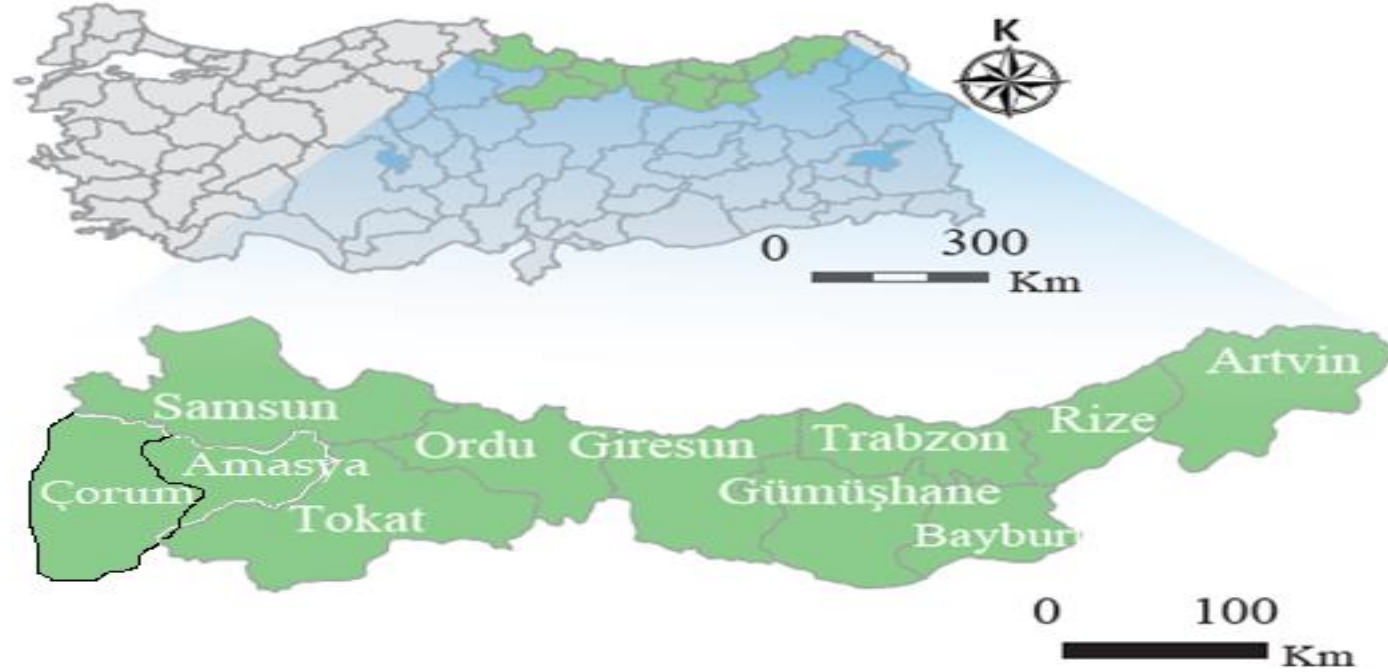 K
0 300
Km
Artvin
Rize
Samsun
Ordu Giresun Trabzon
Amasya
Çorum
Gümüşhane
Tokat
Bayburt
0 100
Km